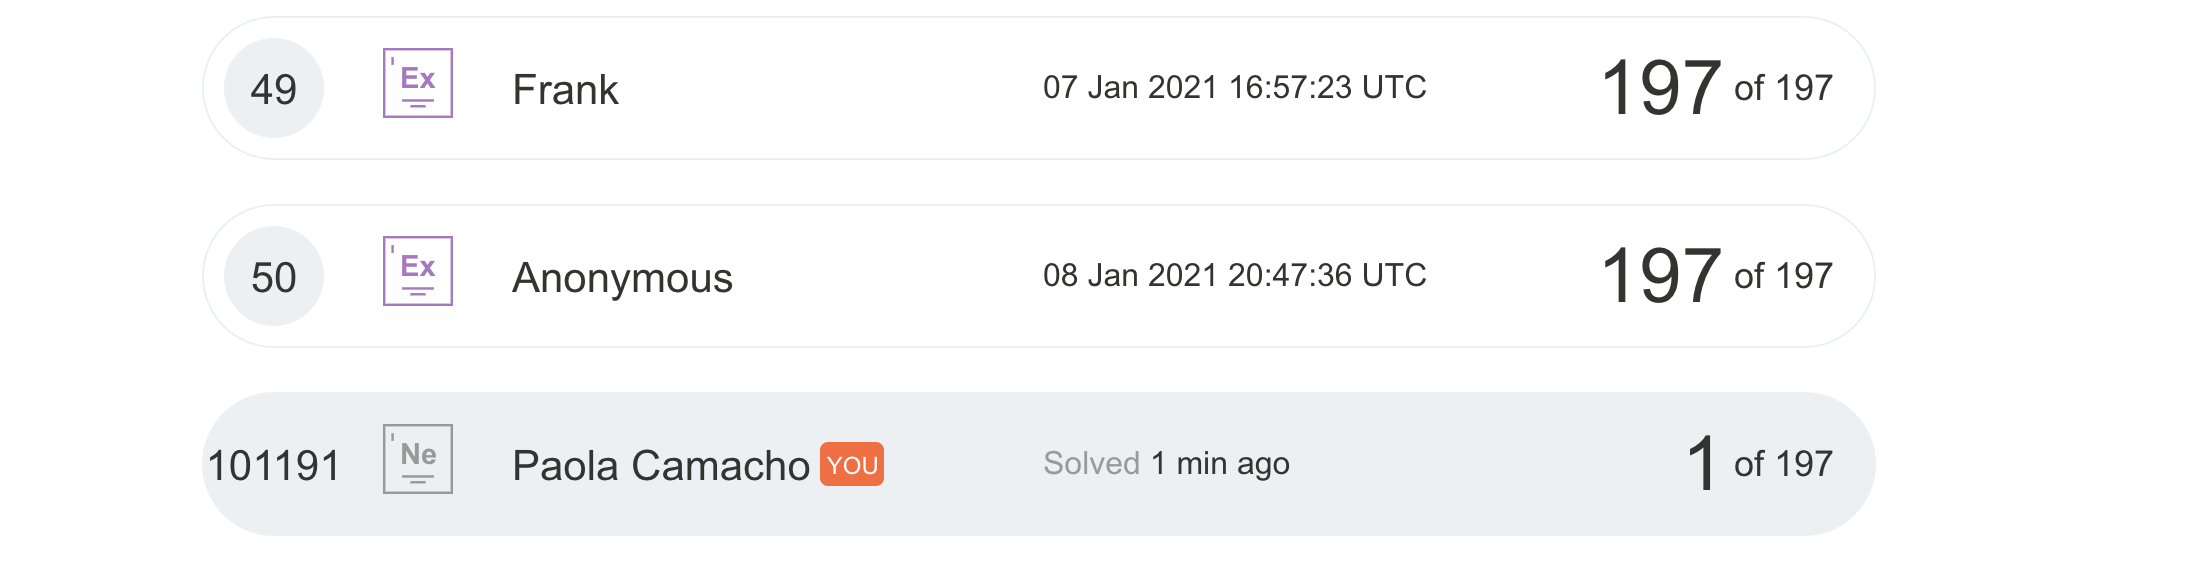 49 Ex Frank 07 Jan 2021 16:57:23 UTC 197 of 197
50 Ex Anonymous 08 Jan 2021 20:47:36 UTC 197 of 197
101191 Ne Paola Camacho YOU Solved 1 min ago 1 of 197